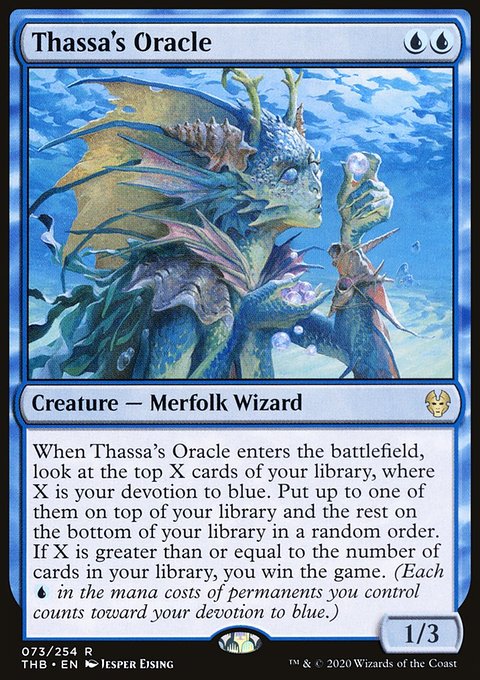 Thassa's Oracle
Creature — Merfolk Wizard
When Thassa's Oracle enters the battlefield,
look at the top X cards of your library, where
X is your devotion to blue. Put up to one of
them on top of your library and the rest on
the bottom of your library in a random order.
If X is greater than or equal to the number of
cards in your library, you win the game. (Each
in the mana costs of permanents you control
counts toward your devotion to blue.)
1/3
073/254 R
THB • EN Jesper Ejsing
™ & © 2020 Wizards of the Coast